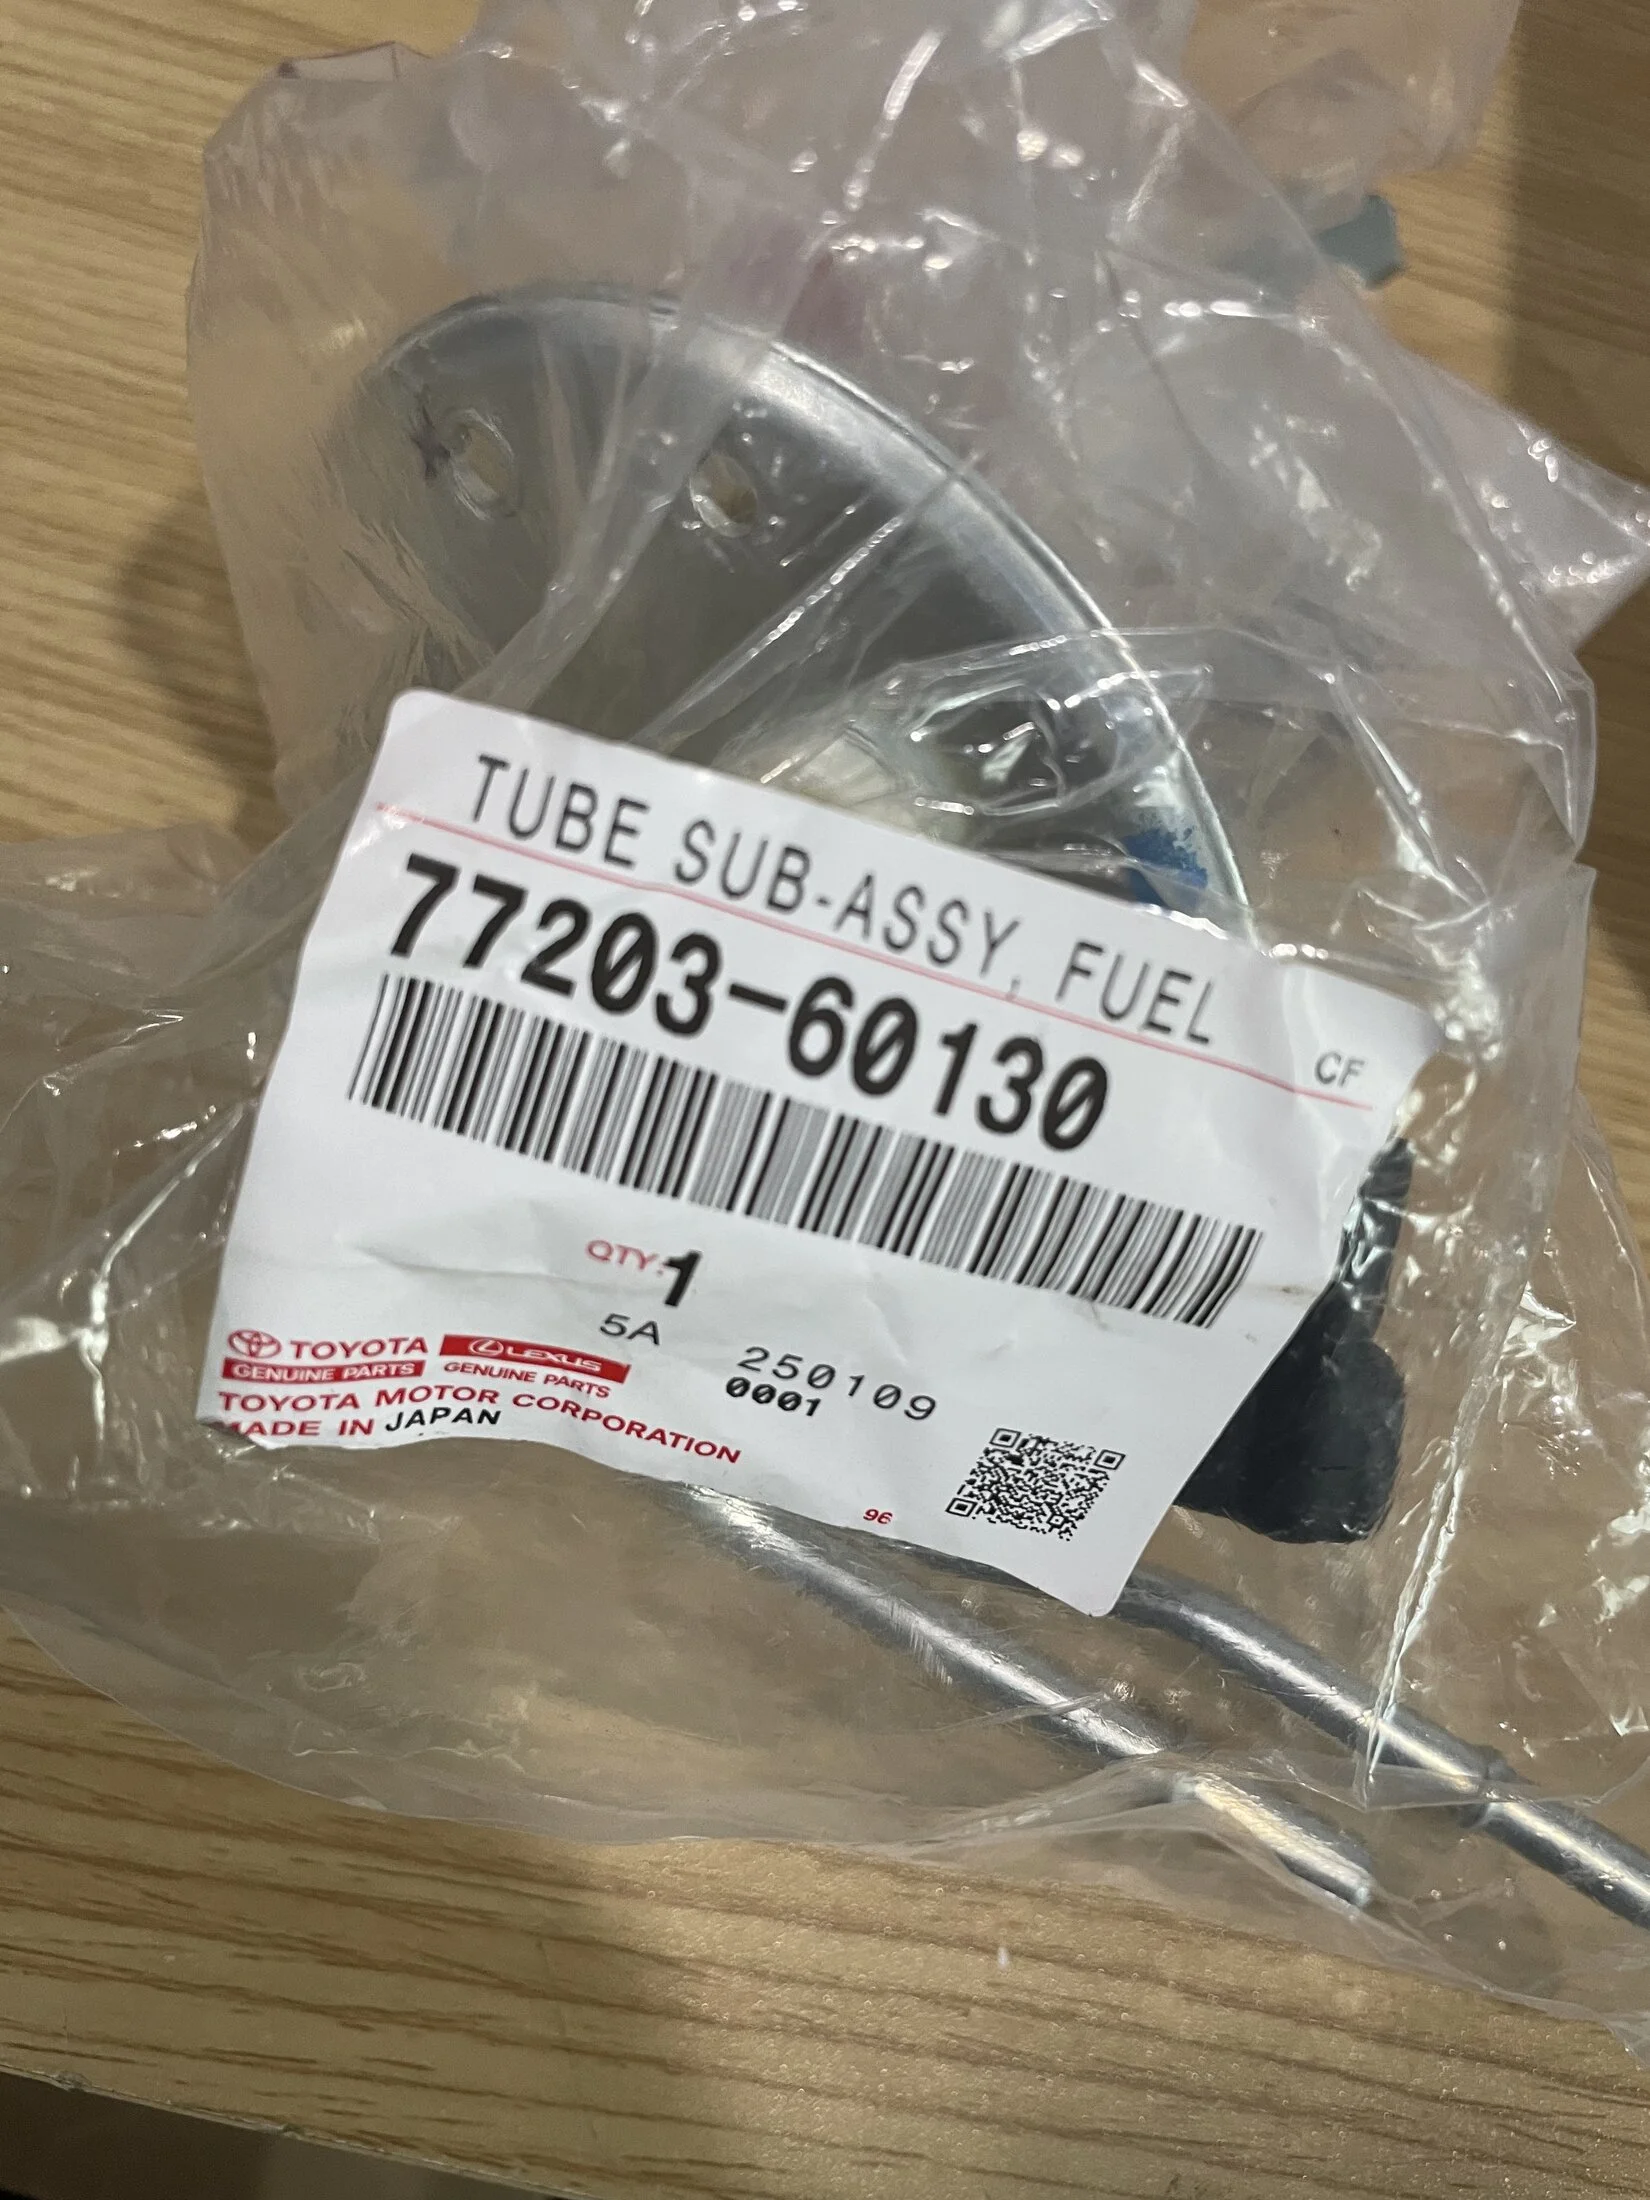 TUBE SUB-ASSY, FUEL
CF
77203-60130
QTY. 1
5A
250109
0001
TOYOTA LEXUS
GENUINE PARTS GENUINE PARTS
TOYOTA MOTOR CORPORATION
MADE IN JAPAN
96